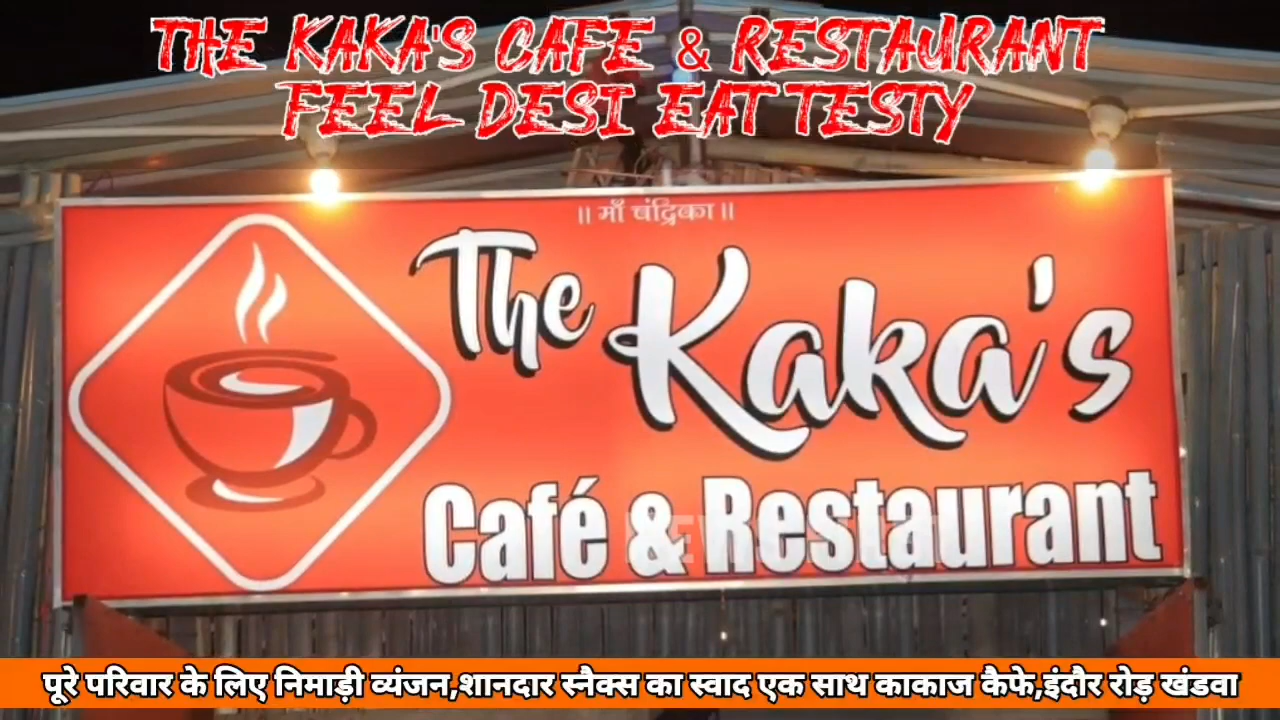 THE KAKA'S CAFE & RESTAURANT
FEEL DESI EAT TESTY
॥ माँ चंद्रिका ॥
The Kaka's
Café & Restaurant
पूरे परिवार के लिए निमाड़ी व्यंजन,शानदार स्नैक्स का स्वाद एक साथ काकाज कैफे,इंदौर रोड़ खंडवा